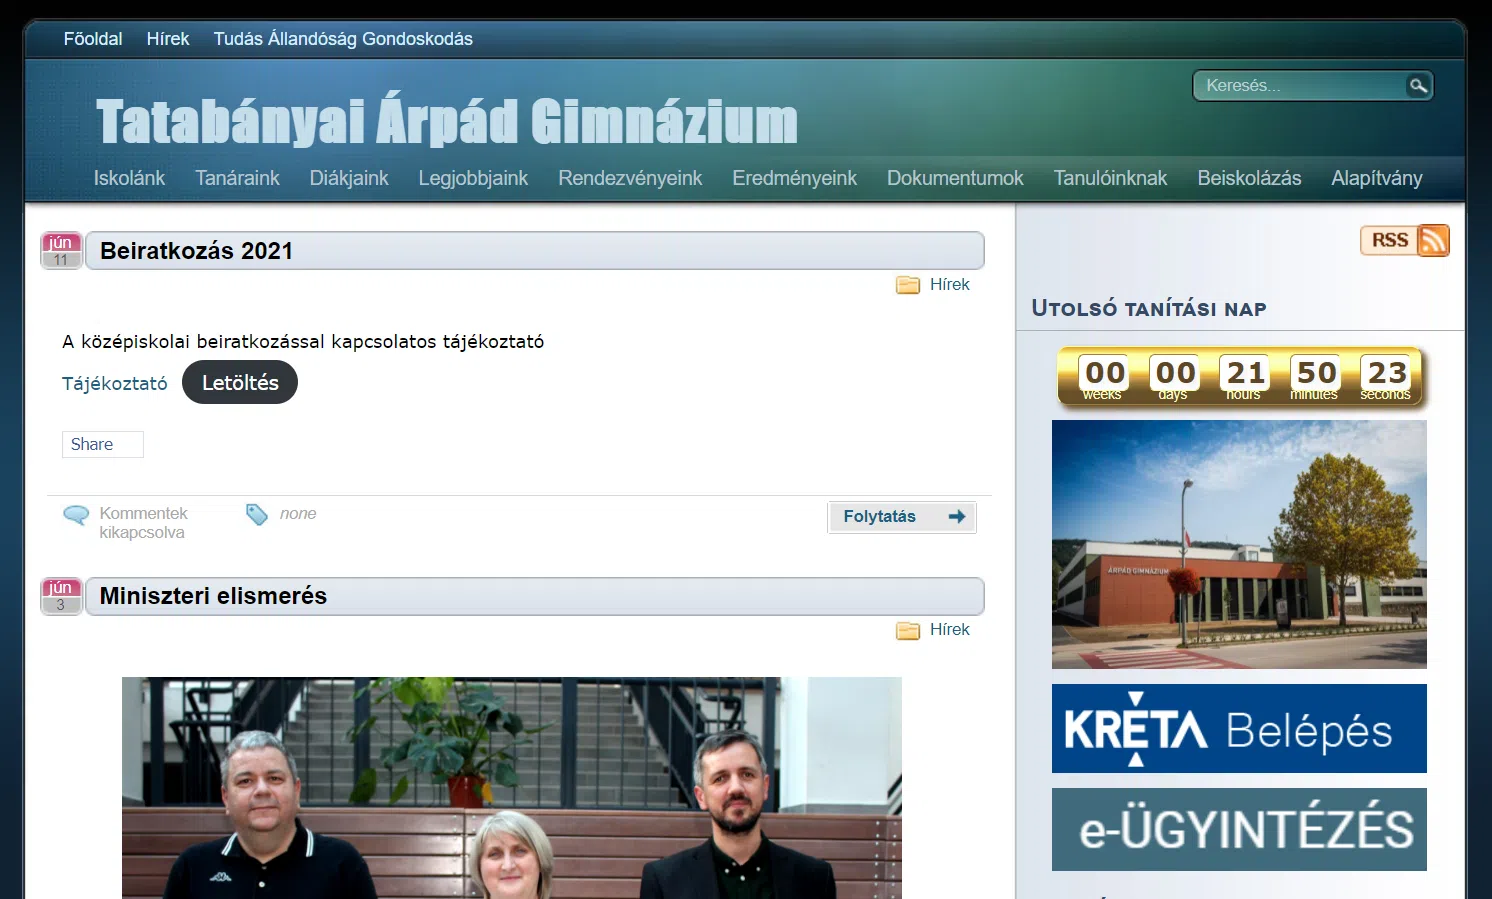 Főoldal Hírek Tudás Állandóság Gondoskodás
Keresés...
Tatabányai Árpád Gimnázium
Iskolánk Tanáraink Diákjaink Legjobbjaink Rendezvényeink Eredményeink Dokumentumok Tanulóinknak Beiskolázás Alapítvány
jún
11
Beiratkozás 2021
Hírek
A középiskolai beiratkozással kapcsolatos tájékoztató
Tájékoztató Letöltés
Share
Kommentek
kikapcsolva
none
Folytatás
jún
3
Miniszteri elismerés
Hírek
RSS
Utolsó tanítási nap
00 00 21 50 23
weeks days hours minutes seconds
ÁRPÁD GIMNÁZIUM
KRÉTA Belépés
e-ÜGYINTÉZÉS